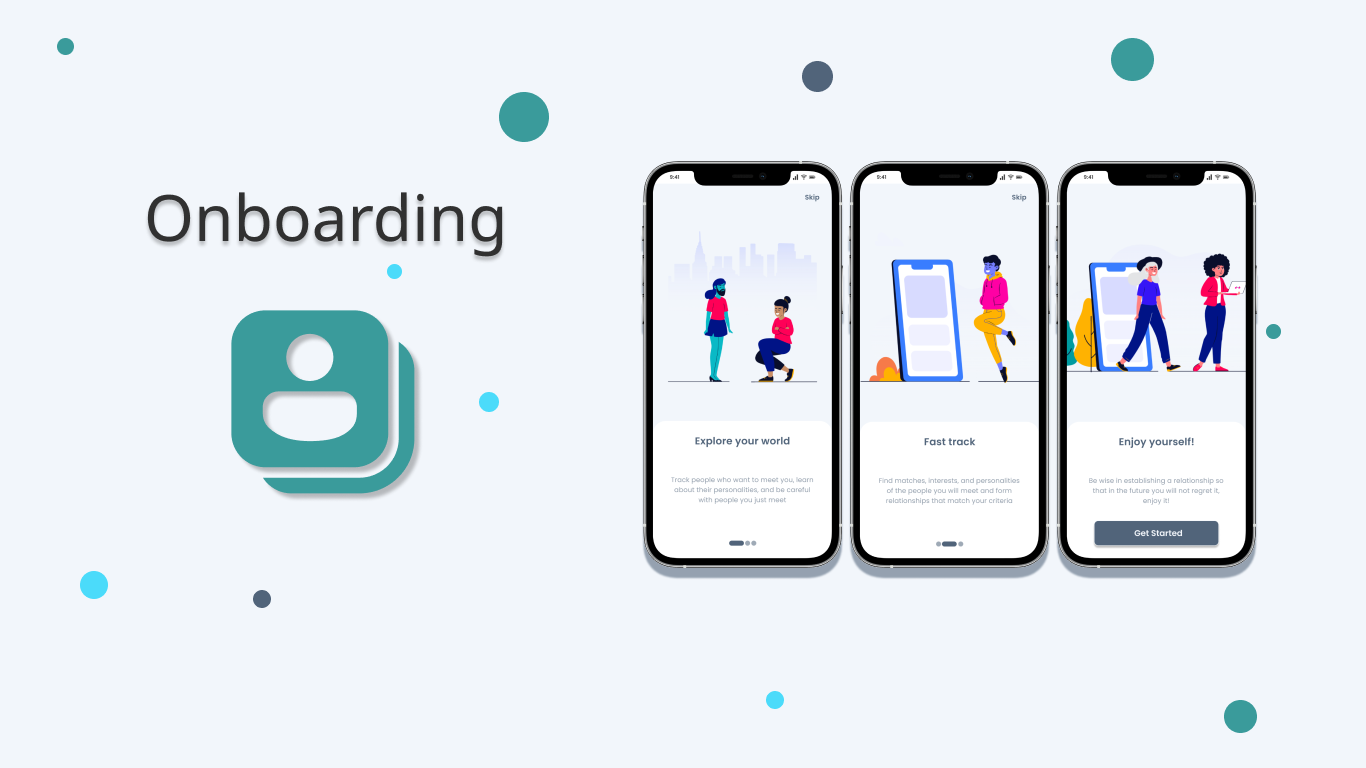 Onboarding
9:41
Skip
Explore your world
Track people who want to meet you, learn
about their personalities, and be careful
with people you just meet
9:41
Skip
Fast track
Find matches, interests, and personalities
of the people you will meet and form
relationships that match your criteria
9:41
Enjoy yourself!
Be wise in establishing a relationship so
that in the future you will not regret it,
enjoy it!
Get Started